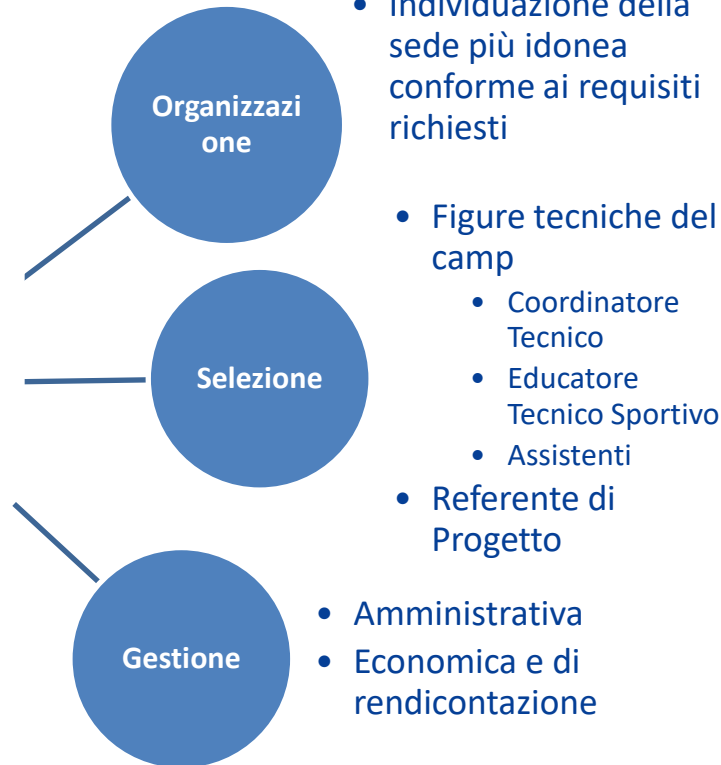 • Individuazione della
sede più idonea
conforme ai requisiti
richiesti
Organizzazi
one
• Figure tecniche del
camp
• Coordinatore
Tecnico
• Educatore
Tecnico Sportivo
• Assistenti
• Referente di
Progetto
Selezione
• Amministrativa
• Economica e di
rendicontazione
Gestione